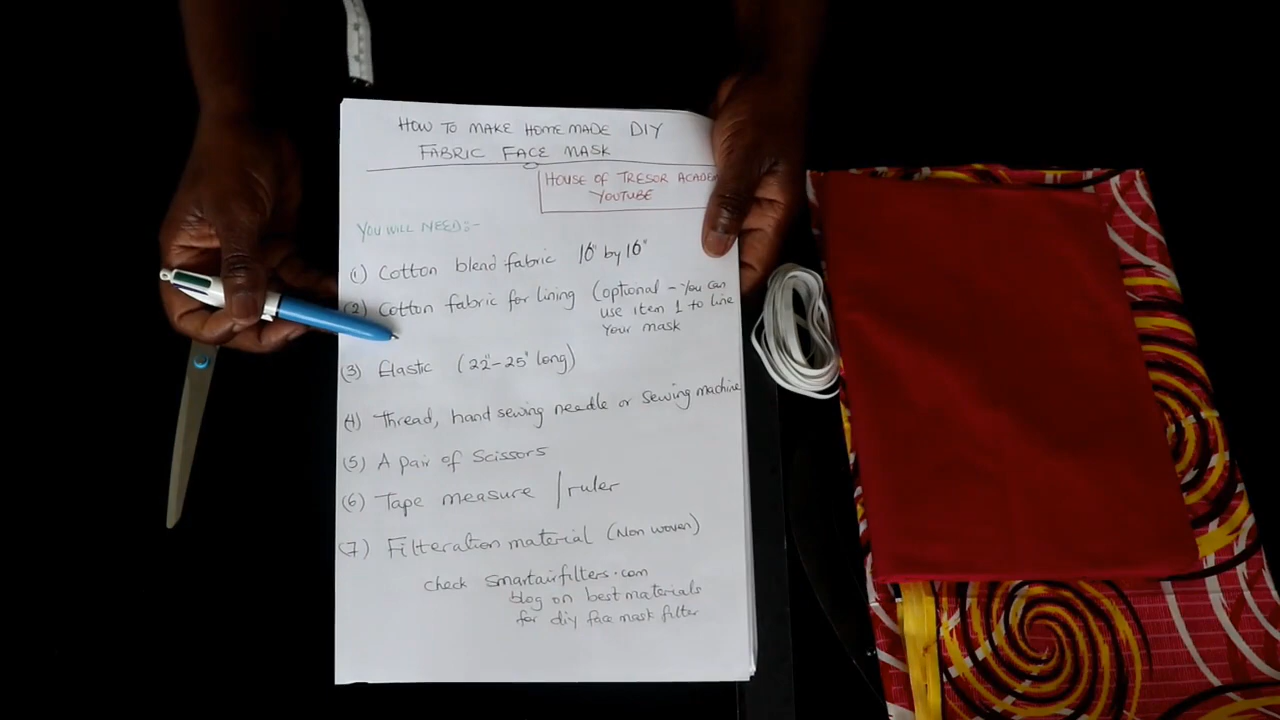 HOW TO MAKE HOMEMADE DIY
FABRIC FACE MASK
HOUSE OF TRESOR ACADE
YOUTUBE
YOU WILL NEED:-
(1) Cotton blend fabric 16" by 16"
(2) Cotton fabric for lining (optional - You can
use item 1 to line
your mask
(3) Elastic (22"-25" long)
(4) Thread, hand sewing needle or sewing machine
(5) A pair of Scissors
(6) Tape measure / ruler
(7) Filteration material (Non woven)
check smartairfilters.com
blog on best materials
for diy face mask filter